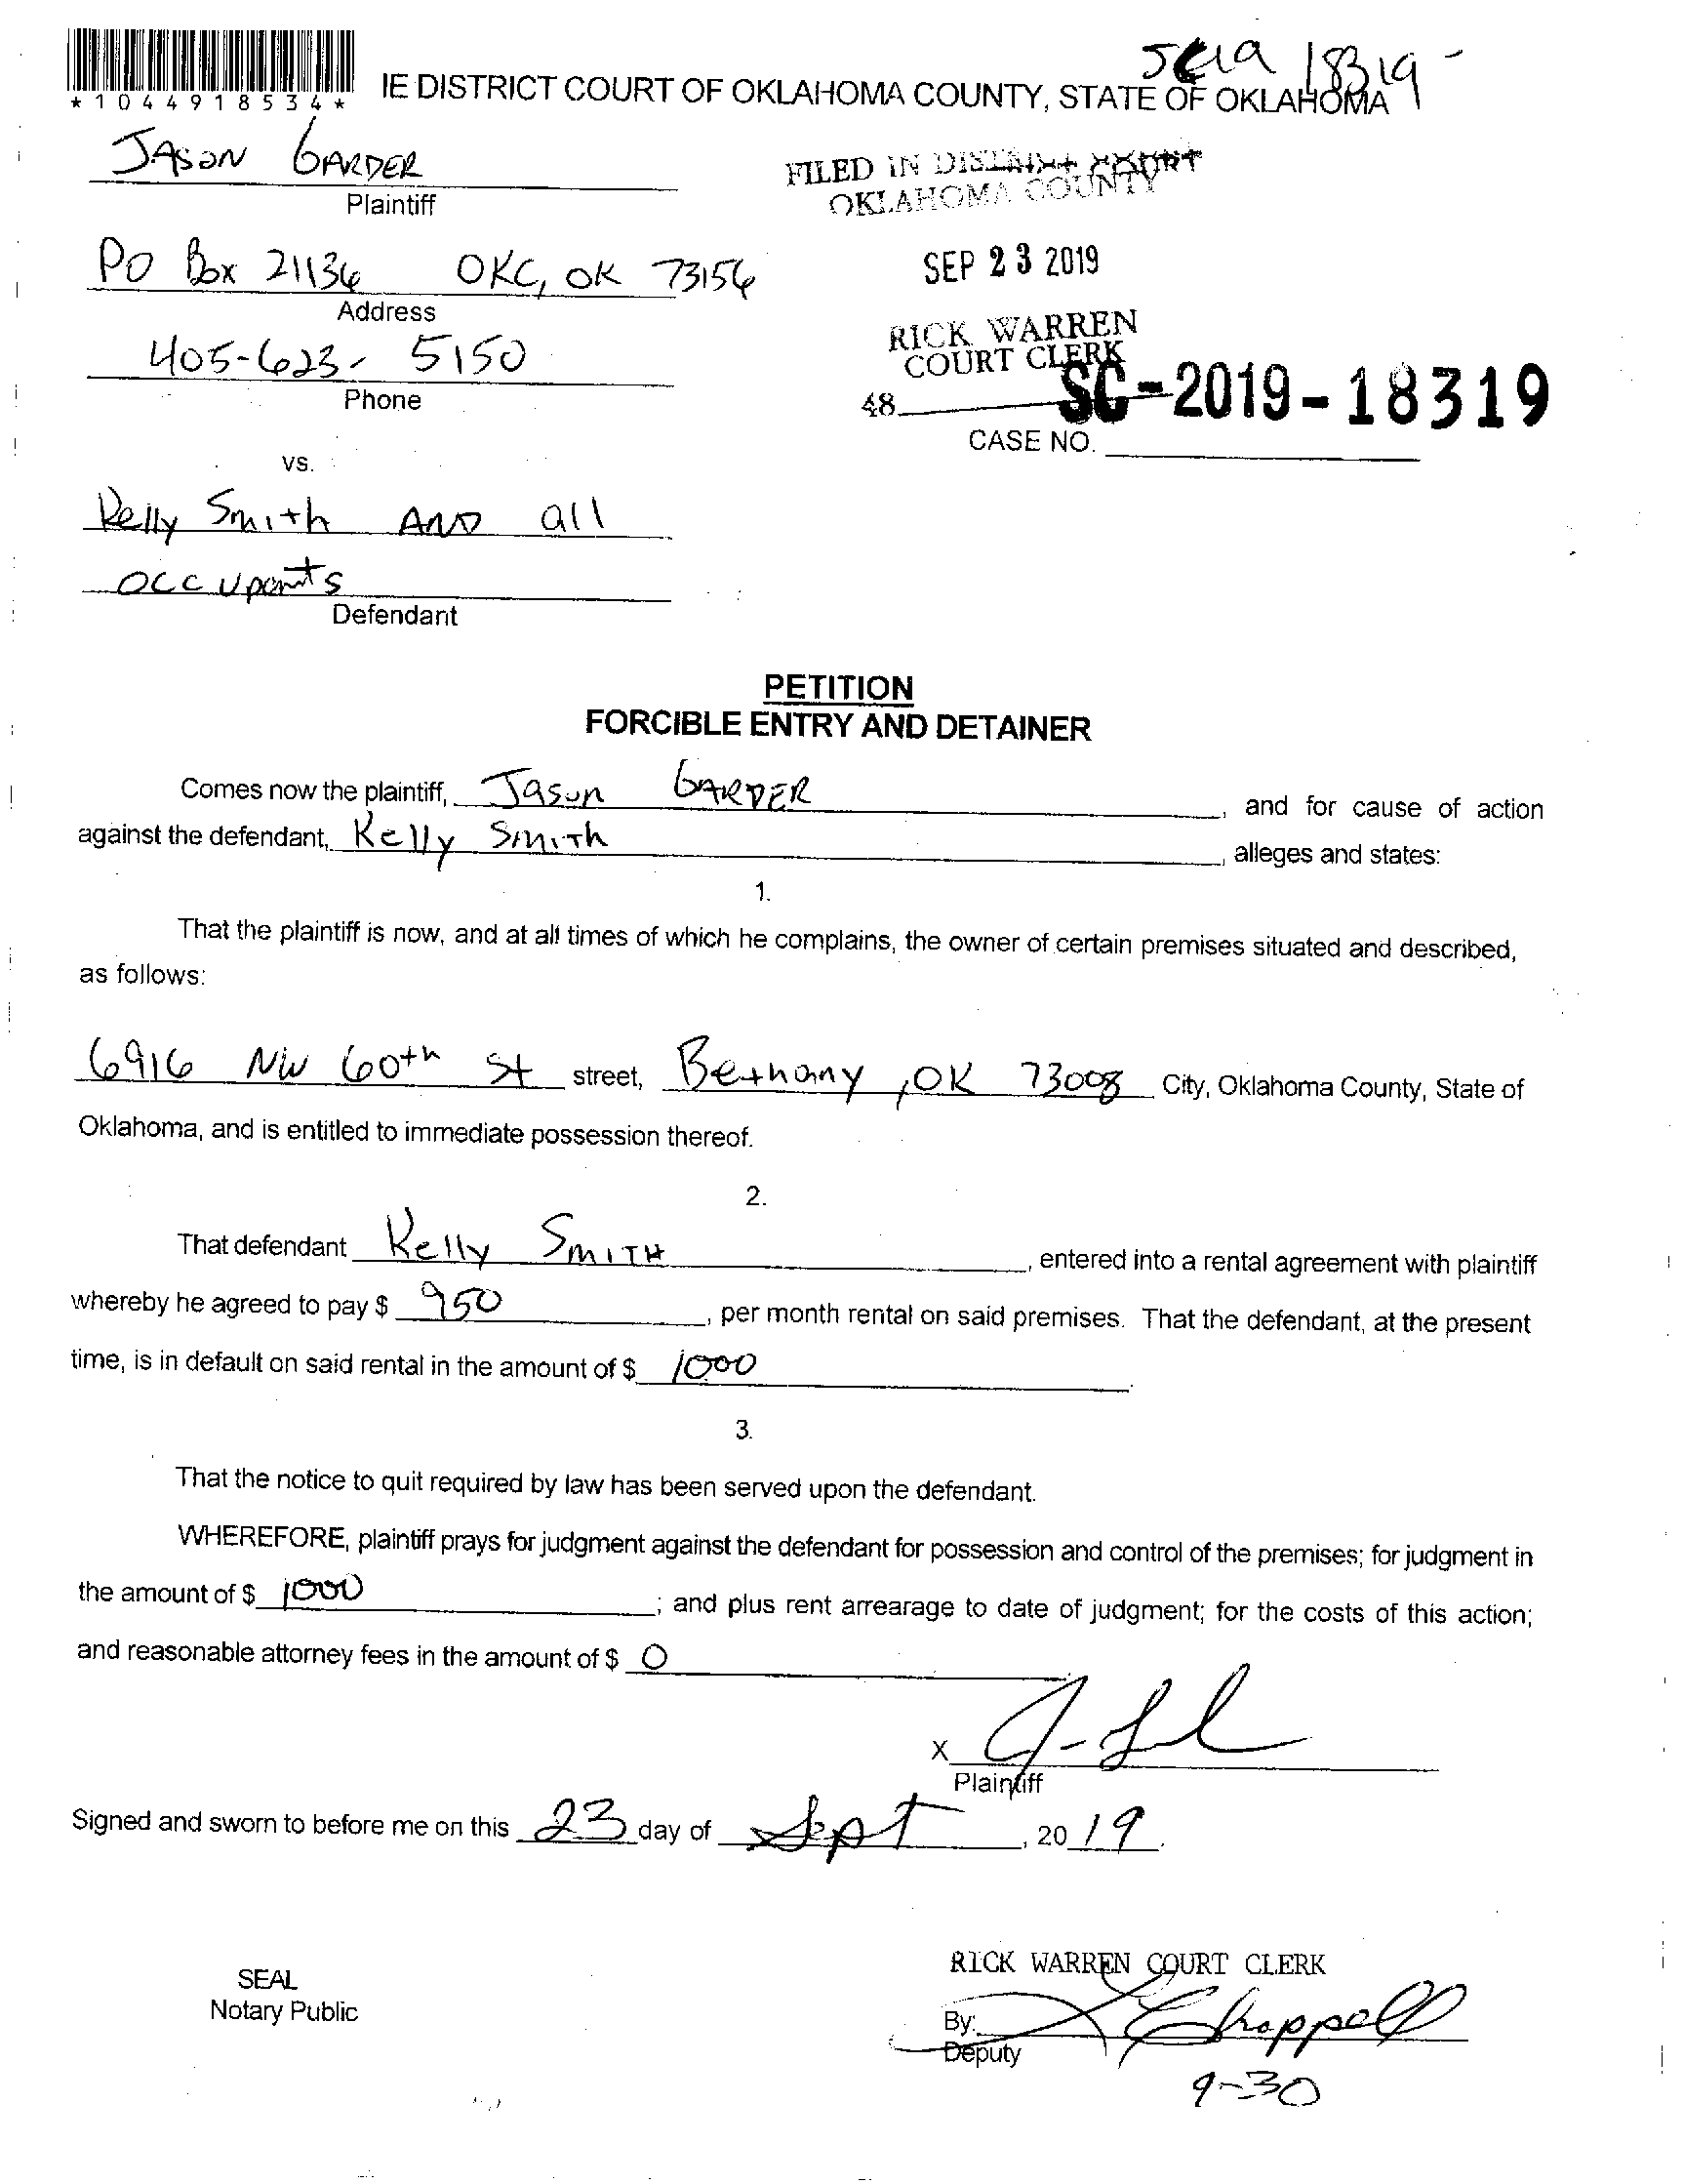 SC19 18319-
*1044918534*
IE DISTRICT COURT OF OKLAHOMA COUNTY, STATE OF OKLAHOMA
JASON GARDER
Plaintiff
FILED IN DISTRICT COURT
OKLAHOMA COUNTY
PO Box 21136 OKC, OK 73156
Address
SEP 23 2019
405-623-5150
Phone
RICK WARREN
COURT CLERK
48
SC-2019-18319
CASE NO.
vs.
Kelly Smith AND all
occupants
Defendant
PETITION
FORCIBLE ENTRY AND DETAINER
Comes now the plaintiff, Jason GARDER, and for cause of action
against the defendant, Kelly Smith, alleges and states:
1.
That the plaintiff is now, and at all times of which he complains, the owner of certain premises situated and described,
as follows:
6916 NW 60th St street, Bethany, OK 73008 City, Oklahoma County, State of
Oklahoma, and is entitled to immediate possession thereof.
2.
That defendant Kelly SMITH, entered into a rental agreement with plaintiff
whereby he agreed to pay $ 950, per month rental on said premises. That the defendant, at the present
time, is in default on said rental in the amount of $ 1000.
3.
That the notice to quit required by law has been served upon the defendant.
WHEREFORE, plaintiff prays for judgment against the defendant for possession and control of the premises; for judgment in
the amount of $ 1000; and plus rent arrearage to date of judgment; for the costs of this action;
and reasonable attorney fees in the amount of $ 0
X
Plaintiff
Signed and sworn to before me on this 23 day of Sept, 2019.
SEAL
Notary Public
RICK WARREN COURT CLERK
By: Chappell
Deputy
9-30